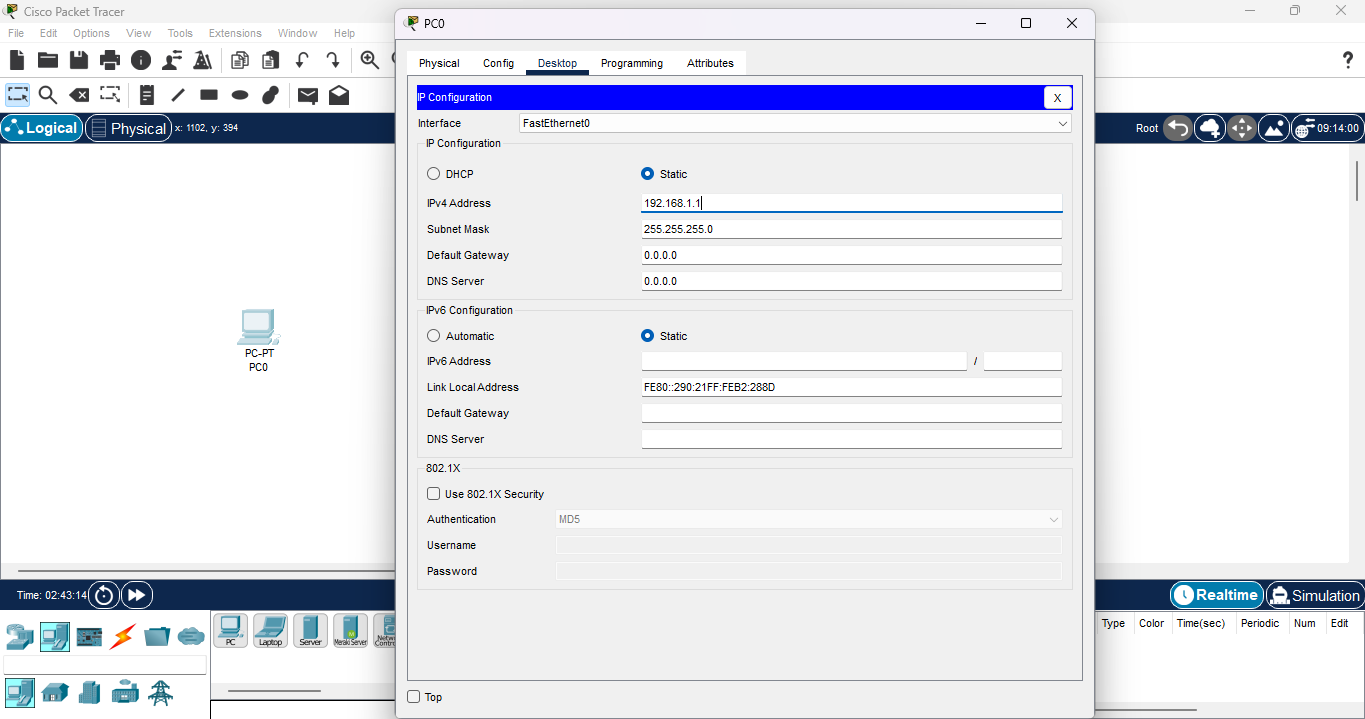 Cisco Packet Tracer
File Edit Options View Tools Extensions Window Help
Logical Physical x: 1102, y: 394
Root 09:14:00
PC-PT
PC0
PC0
Physical Config Desktop Programming Attributes
IP Configuration X
Interface FastEthernet0
IP Configuration
DHCP Static
IPv4 Address 192.168.1.1
Subnet Mask 255.255.255.0
Default Gateway 0.0.0.0
DNS Server 0.0.0.0
IPv6 Configuration
Automatic Static
IPv6 Address /
Link Local Address FE80::290:21FF:FEB2:288D
Default Gateway
DNS Server
802.1X
Use 802.1X Security
Authentication MD5
Username
Password
Top
Time: 02:43:14
Realtime Simulation
PC Laptop Server Meraki Server
Type Color Time(sec) Periodic Num Edit